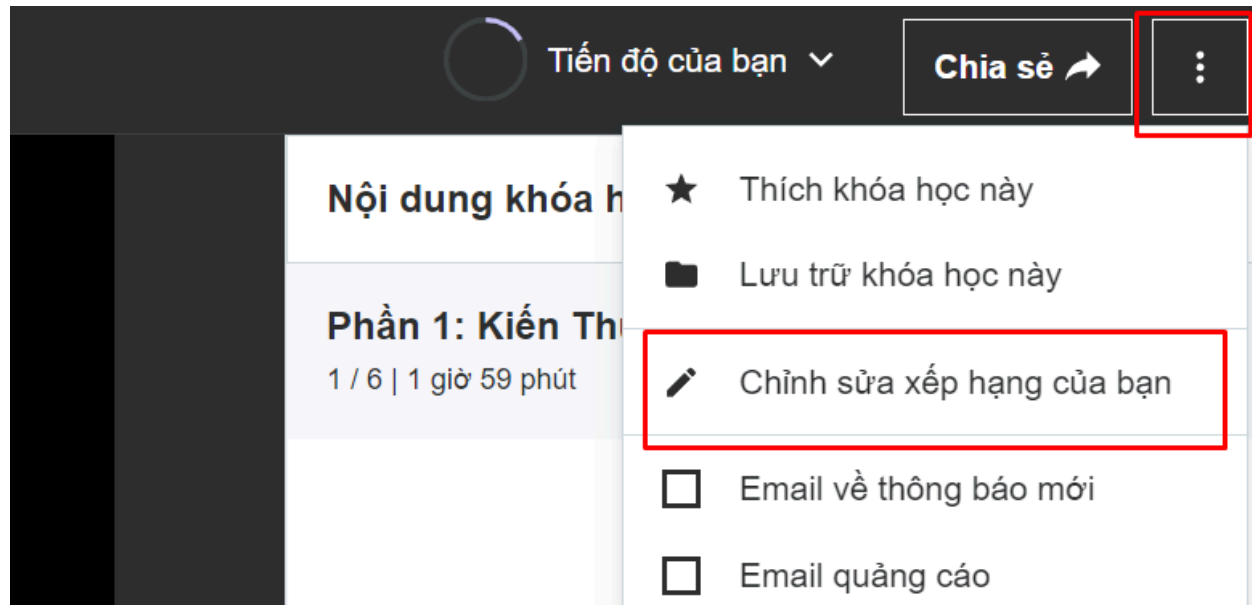 Tiến độ của bạn
Chia sẻ
Nội dung khóa h
Thích khóa học này
Lưu trữ khóa học này
Phần 1: Kiến Th
1 / 6 | 1 giờ 59 phút
Chỉnh sửa xếp hạng của bạn
Email về thông báo mới
Email quảng cáo